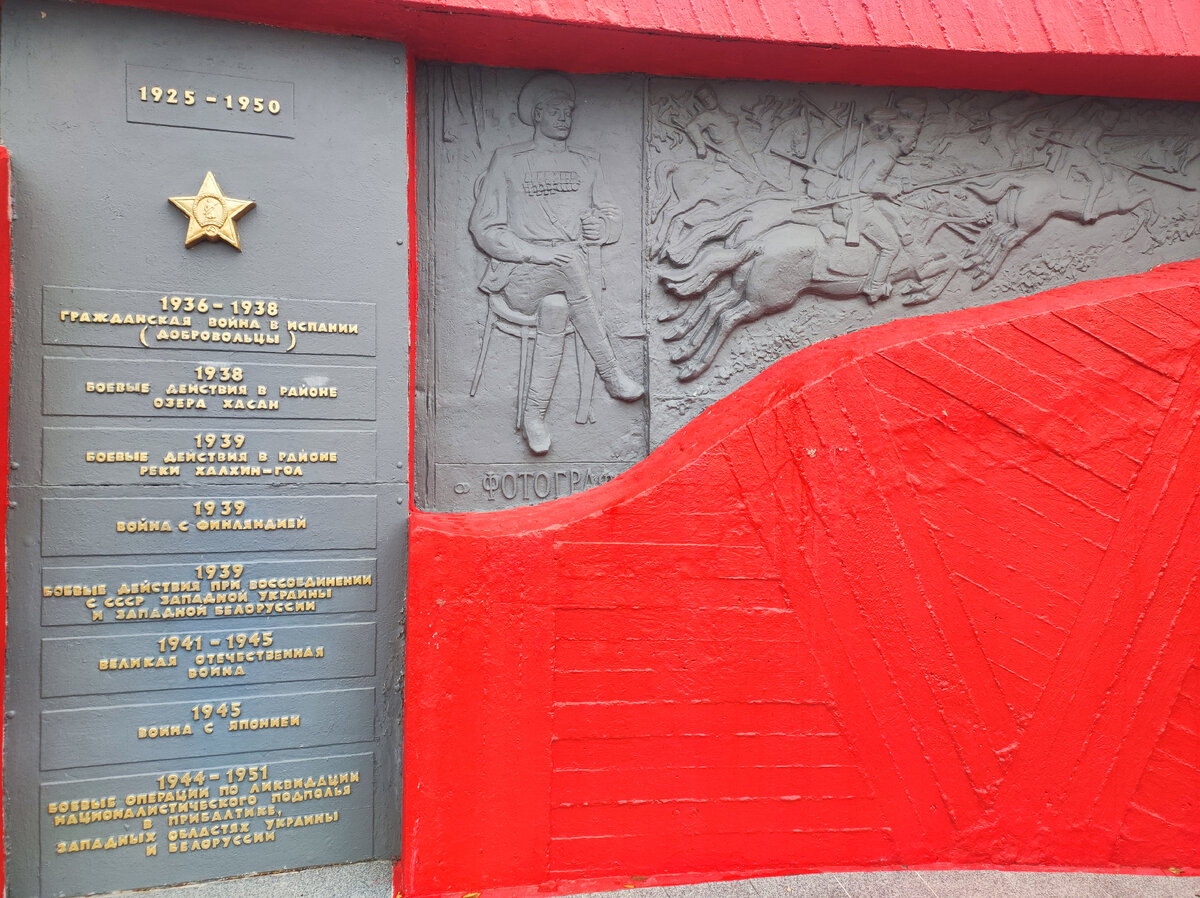 1925 - 1950
1936 - 1938
ГРАЖДАНСКАЯ ВОЙНА В ИСПАНИИ
(ДОБРОВОЛЬЦЫ)
1938
БОЕВЫЕ ДЕЙСТВИЯ В РАЙОНЕ
ОЗЕРА ХАСАН
1939
БОЕВЫЕ ДЕЙСТВИЯ В РАЙОНЕ
РЕКИ ХАЛХИН-ГОЛ
1939
ВОЙНА С ФИНЛЯНДИЕЙ
1939
БОЕВЫЕ ДЕЙСТВИЯ ПРИ ВОССОЕДИНЕНИИ
С СССР ЗАПАДНОЙ УКРАИНЫ
И ЗАПАДНОЙ БЕЛОРУССИИ
1941 - 1945
ВЕЛИКАЯ ОТЕЧЕСТВЕННАЯ
ВОЙНА
1945
ВОЙНА С ЯПОНИЕЙ
1944 - 1951
БОЕВЫЕ ОПЕРАЦИИ ПО ЛИКВИДАЦИИ
НАЦИОНАЛИСТИЧЕСКОГО ПОДПОЛЬЯ
В ПРИБАЛТИКЕ,
ЗАПАДНЫХ ОБЛАСТЯХ УКРАИНЫ
И БЕЛОРУССИИ
ФОТОГРАФ